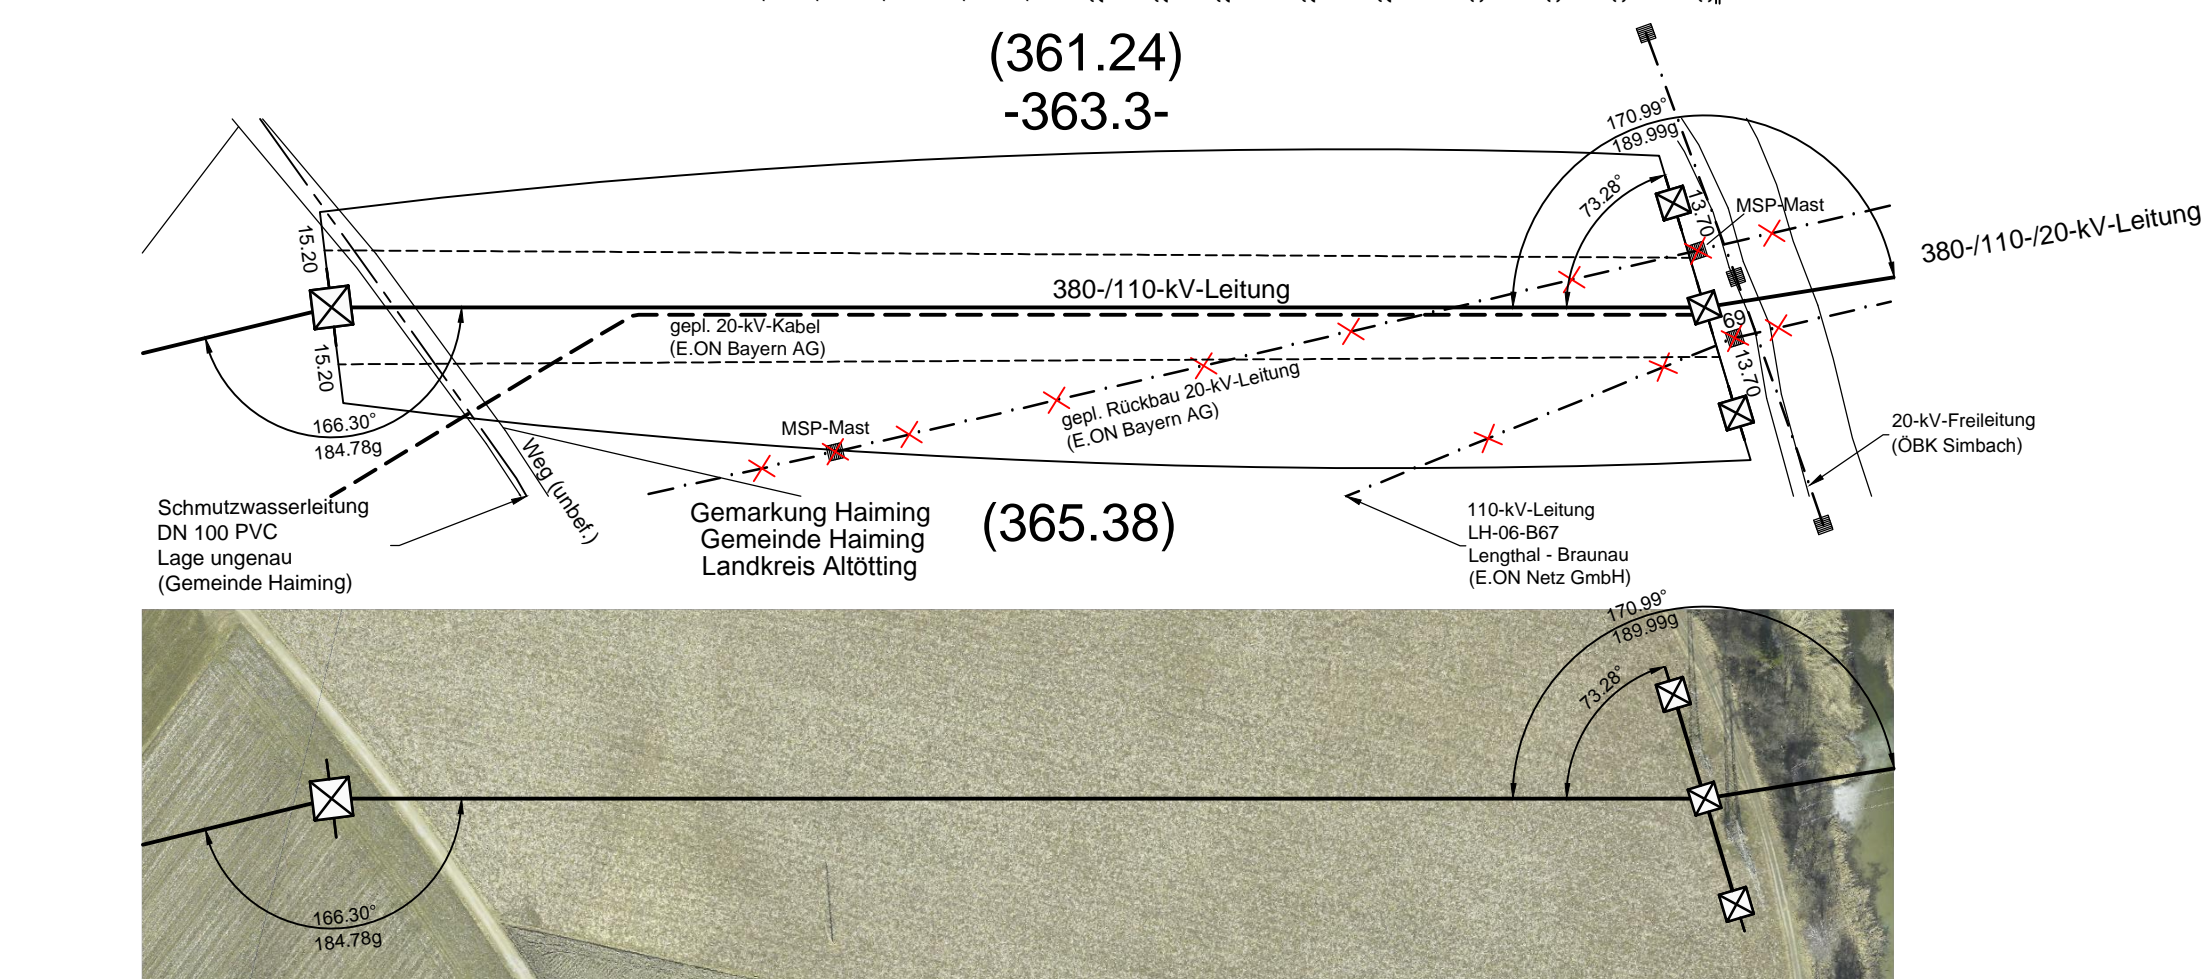 (361.24)
-363.3-
170.99°
189.99g
73.28°
13.70
MSP-Mast
380-/110-/20-kV-Leitung
15.20
380-/110-kV-Leitung
gepl. 20-kV-Kabel
(E.ON Bayern AG)
69
13.70
15.20
gepl. Rückbau 20-kV-Leitung
(E.ON Bayern AG)
166.30°
184.78g
MSP-Mast
20-kV-Freileitung
(ÖBK Simbach)
Weg (unbef.)
Schmutzwasserleitung
DN 100 PVC
Lage ungenau
(Gemeinde Haiming)
Gemarkung Haiming
Gemeinde Haiming
Landkreis Altötting
(365.38)
110-kV-Leitung
LH-06-B67
Lengthal - Braunau
(E.ON Netz GmbH)
170.99°
189.99g
73.28°
166.30°
184.78g